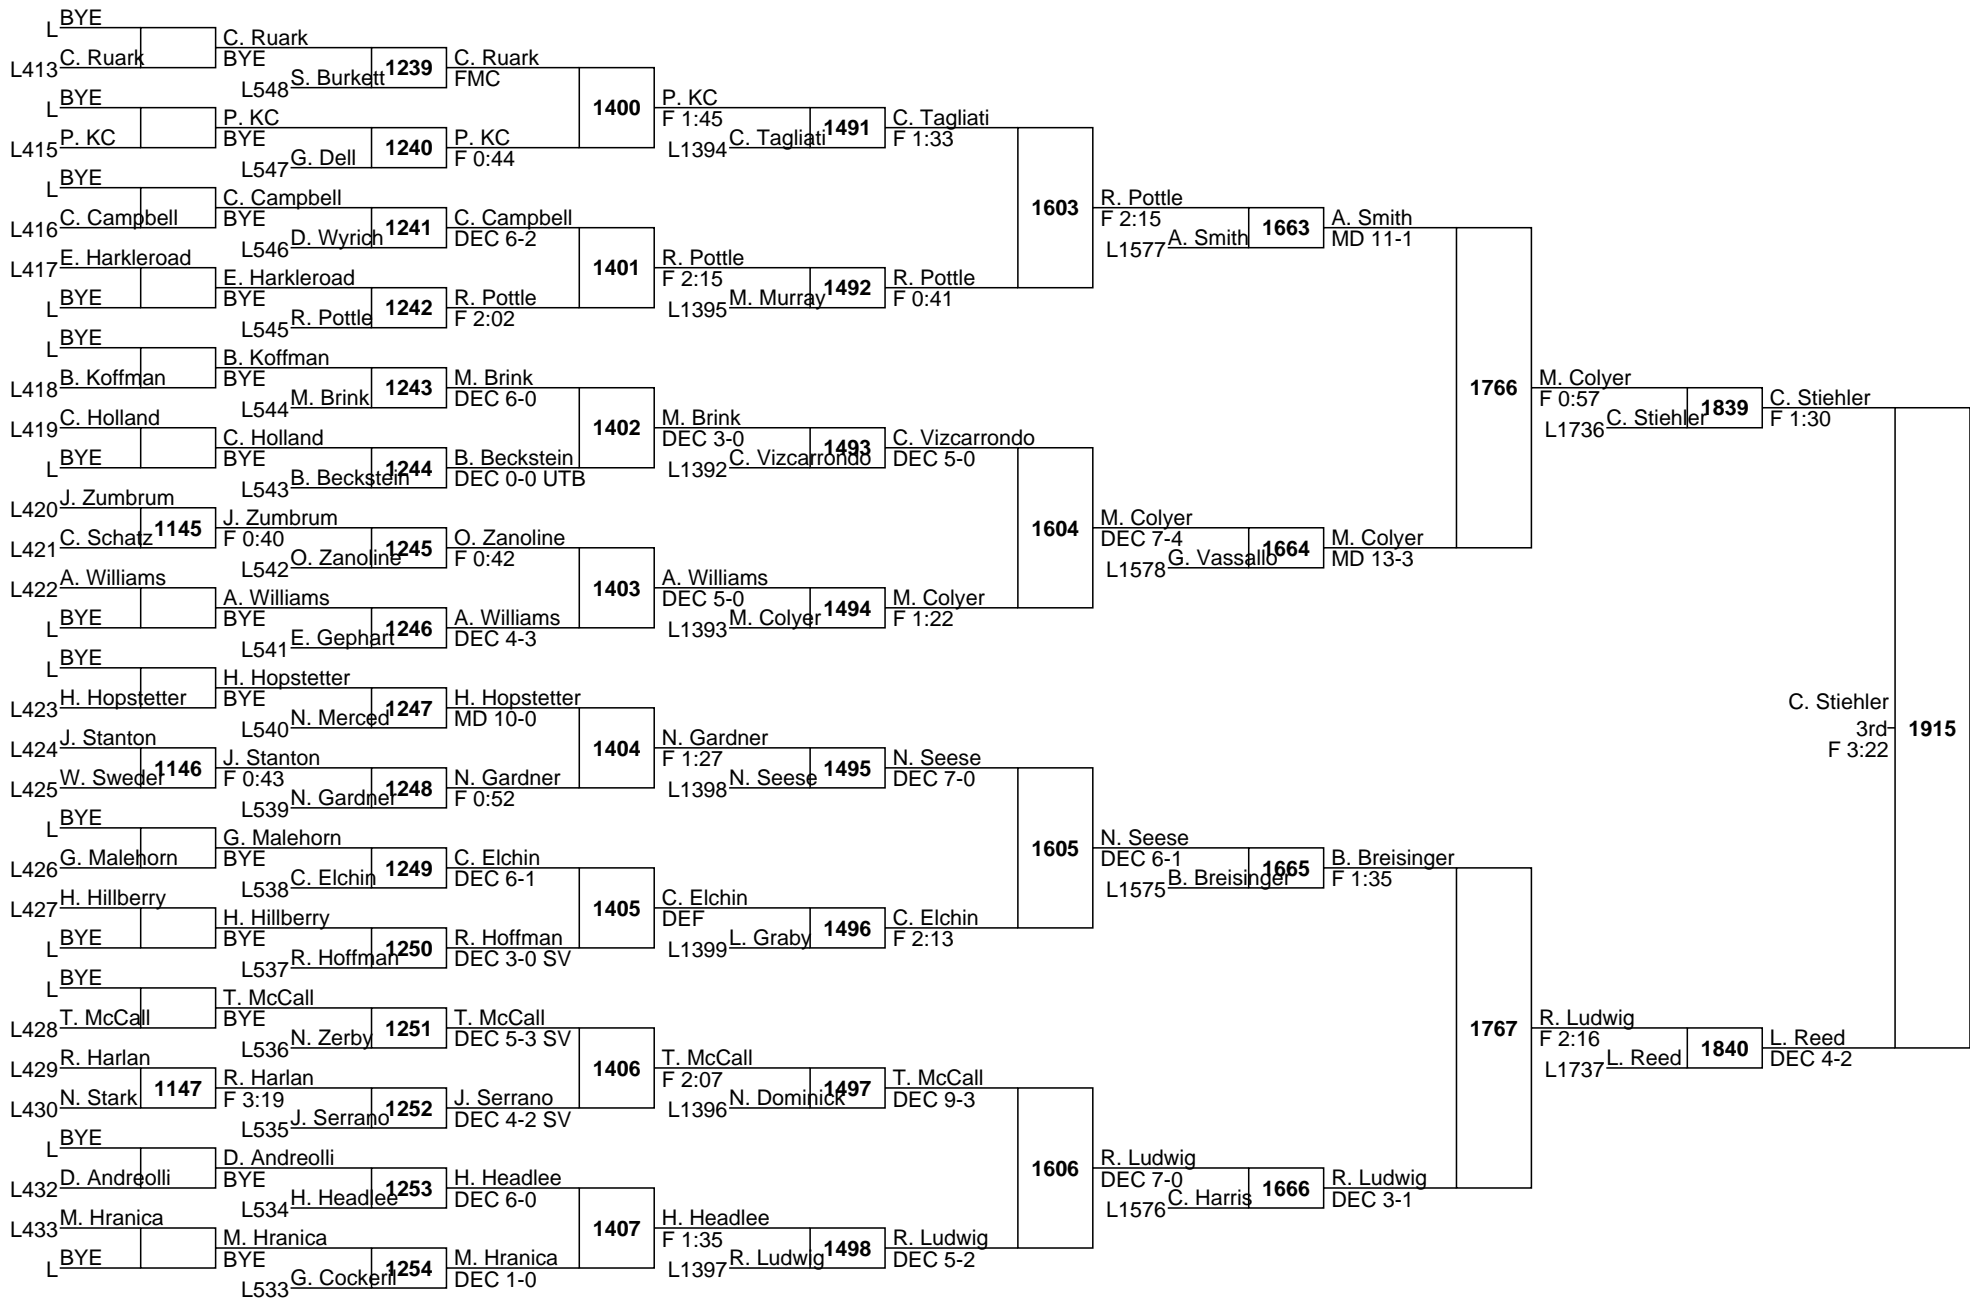 BYE
L
C. Ruark
C. Ruark
L413
BYE
1239
C. Ruark
S. Burkett
FMC
L548
BYE
L
1400
P. KC
P. KC
F 1:45
P. KC
L415
BYE
1240
P. KC
C. Tagliati
1491
C. Tagliati
G. Dell
F 0:44
L1394
F 1:33
L547
BYE
L
C. Campbell
R. Pottle
C. Campbell
L416
BYE
1241
C. Campbell
1603
F 2:15
D. Wyrich
DEC 6-2
A. Smith
1663
A. Smith
L546
L1577
MD 11-1
E. Harkleroad
L417
1401
R. Pottle
E. Harkleroad
F 2:15
BYE
L
BYE
1242
R. Pottle
M. Murray
1492
R. Pottle
R. Pottle
F 2:02
L1395
F 0:41
L545
BYE
L
B. Koffman
B. Koffman
L418
BYE
1243
M. Brink
1766
M. Colyer
M. Brink
DEC 6-0
F 0:57
L544
C. Stiehler
1839
C. Stiehler
L1736
F 1:30
C. Holland
L419
1402
M. Brink
C. Holland
DEC 3-0
BYE
L
BYE
1244
B. Beckstein
C. Vizcarrondo
1493
C. Vizcarrondo
B. Beckstein
DEC 0-0 UTB
L1392
DEC 5-0
L543
J. Zumbrum
L420
1145
J. Zumbrum
1604
M. Colyer
C. Schatz
F 0:40
1245
O. Zanoline
DEC 7-4
L421
O. Zanoline
F 0:42
G. Vassallo
1664
M. Colyer
L542
L1578
MD 13-3
A. Williams
L422
1403
A. Williams
A. Williams
DEC 5-0
BYE
L
BYE
1246
A. Williams
M. Colyer
1494
M. Colyer
E. Gephart
DEC 4-3
L1393
F 1:22
L541
BYE
L
H. Hopstetter
H. Hopstetter
L423
BYE
1247
H. Hopstetter
N. Merced
MD 10-0
L540
C. Stiehler
3rd
1915
F 3:22
J. Stanton
L424
1404
N. Gardner
1146
J. Stanton
F 1:27
W. Sweder
F 0:43
1248
N. Gardner
N. Seese
1495
N. Seese
L425
N. Gardner
F 0:52
L1398
DEC 7-0
L539
BYE
L
G. Malehorn
1605
N. Seese
G. Malehorn
L426
BYE
1249
C. Elchin
DEC 6-1
C. Elchin
DEC 6-1
B. Breisinger
1665
B. Breisinger
L538
L1575
F 1:35
H. Hillberry
L427
1405
C. Elchin
H. Hillberry
DEF
BYE
L
BYE
1250
R. Hoffman
L. Graby
1496
C. Elchin
R. Hoffman
DEC 3-0 SV
L1399
F 2:13
L537
BYE
L
T. McCall
T. McCall
L428
BYE
1251
T. McCall
1767
R. Ludwig
N. Zerby
DEC 5-3 SV
F 2:16
L536
L. Reed
1840
L. Reed
L1737
DEC 4-2
R. Harlan
L429
1406
T. McCall
1147
R. Harlan
F 2:07
N. Stark
F 3:19
1252
J. Serrano
N. Dominick
1497
T. McCall
L430
J. Serrano
DEC 4-2 SV
L1396
DEC 9-3
L535
BYE
L
D. Andreolli
1606
R. Ludwig
D. Andreolli
L432
BYE
1253
H. Headlee
DEC 7-0
H. Headlee
DEC 6-0
C. Harris
1666
R. Ludwig
L534
L1576
DEC 3-1
M. Hranica
L433
1407
H. Headlee
M. Hranica
F 1:35
BYE
L
BYE
1254
M. Hranica
R. Ludwig
1498
R. Ludwig
DEC 1-0
L1397
DEC 5-2
G. Cockeril
L533